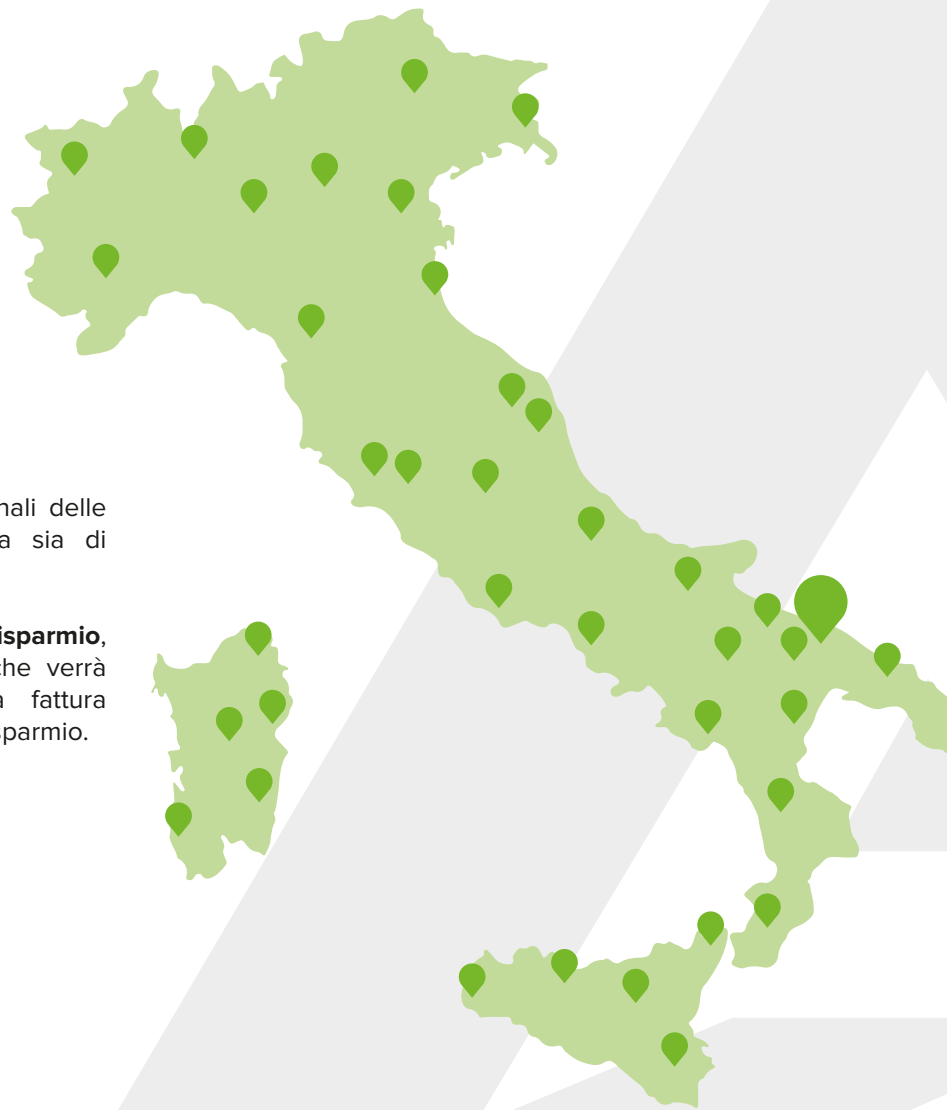 nali delle
a sia di
isparmio,
che verrà
a fattura
sparmio.